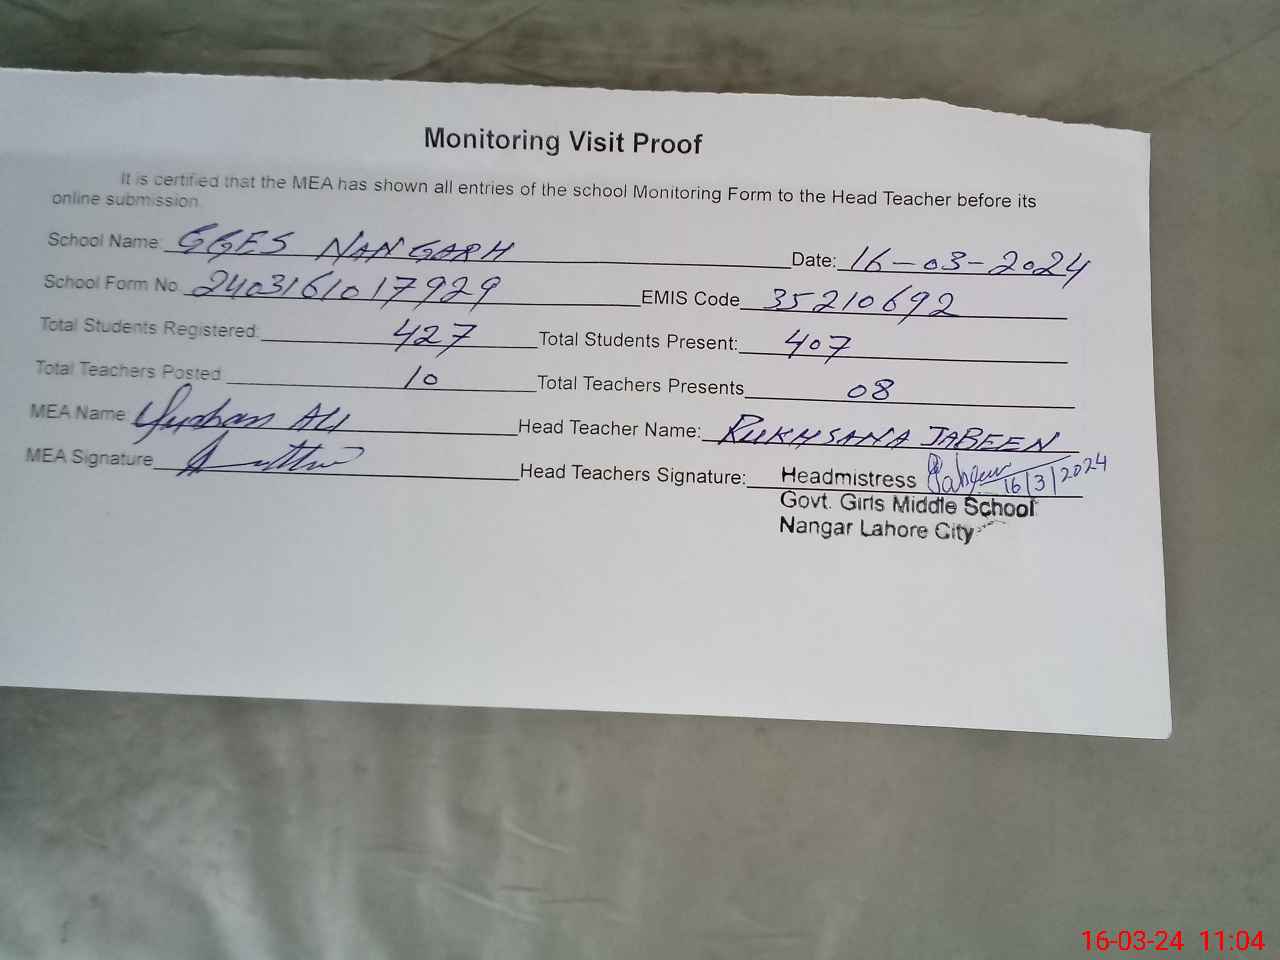 Monitoring Visit Proof
It is certified that the MEA has shown all entries of the school Monitoring Form to the Head Teacher before its
online submission.
School Name: GGES NANGARH Date: 16-03-2024
School Form No. 2403161017929 EMIS Code 35210692
Total Students Registered: 427 Total Students Present: 407
Total Teachers Posted 10 Total Teachers Presents 08
MEA Name Ali Head Teacher Name: RUKHSANA JABEEN
MEA Signature Head Teachers Signature: Headmistress 16/3/2024
Govt. Girls Middle School
Nangar Lahore City
16-03-24 11:04